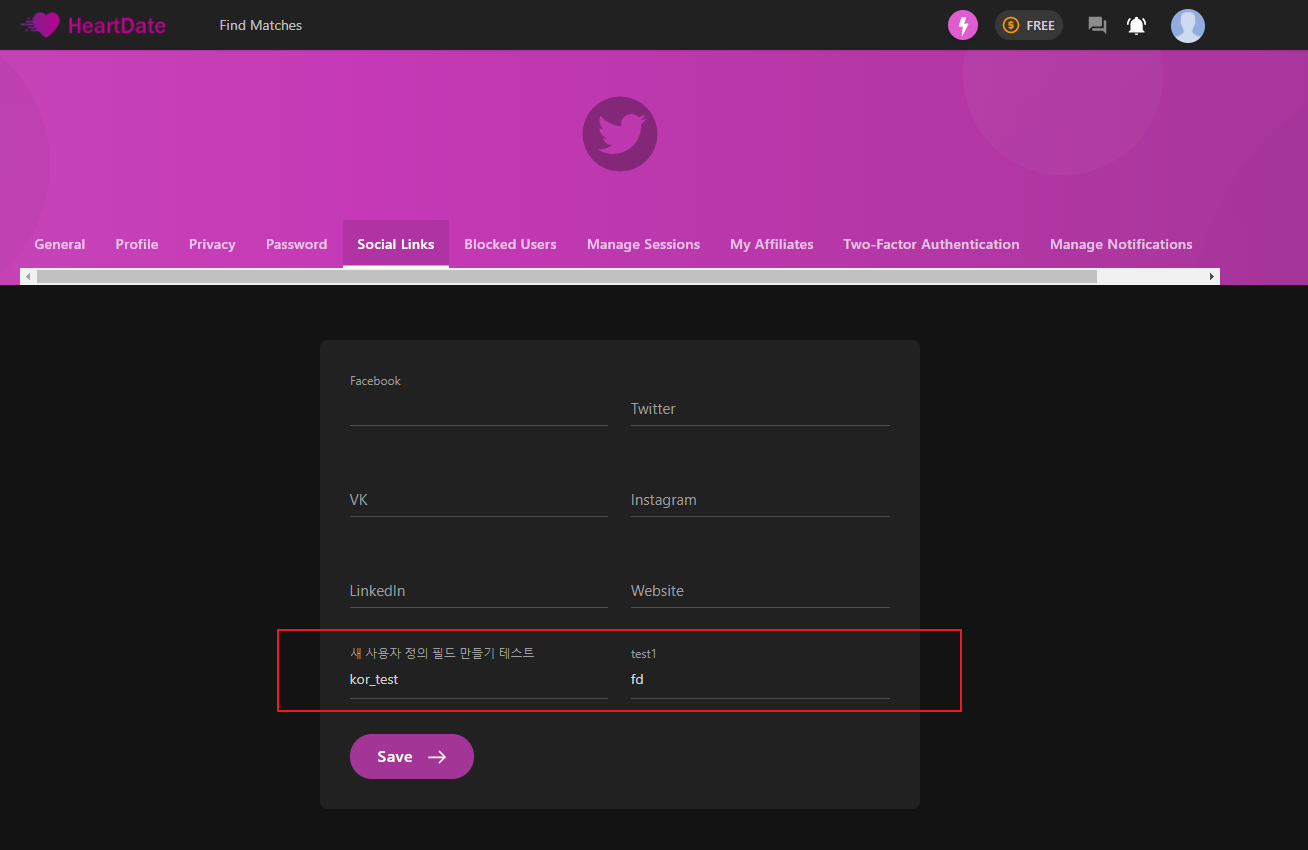 HeartDate
Find Matches
FREE
General
Profile
Privacy
Password
Social Links
Blocked Users
Manage Sessions
My Affiliates
Two-Factor Authentication
Manage Notifications
Facebook
Twitter
VK
Instagram
LinkedIn
Website
새 사용자 정의 필드 만들기 테스트
kor_test
test1
fd
Save